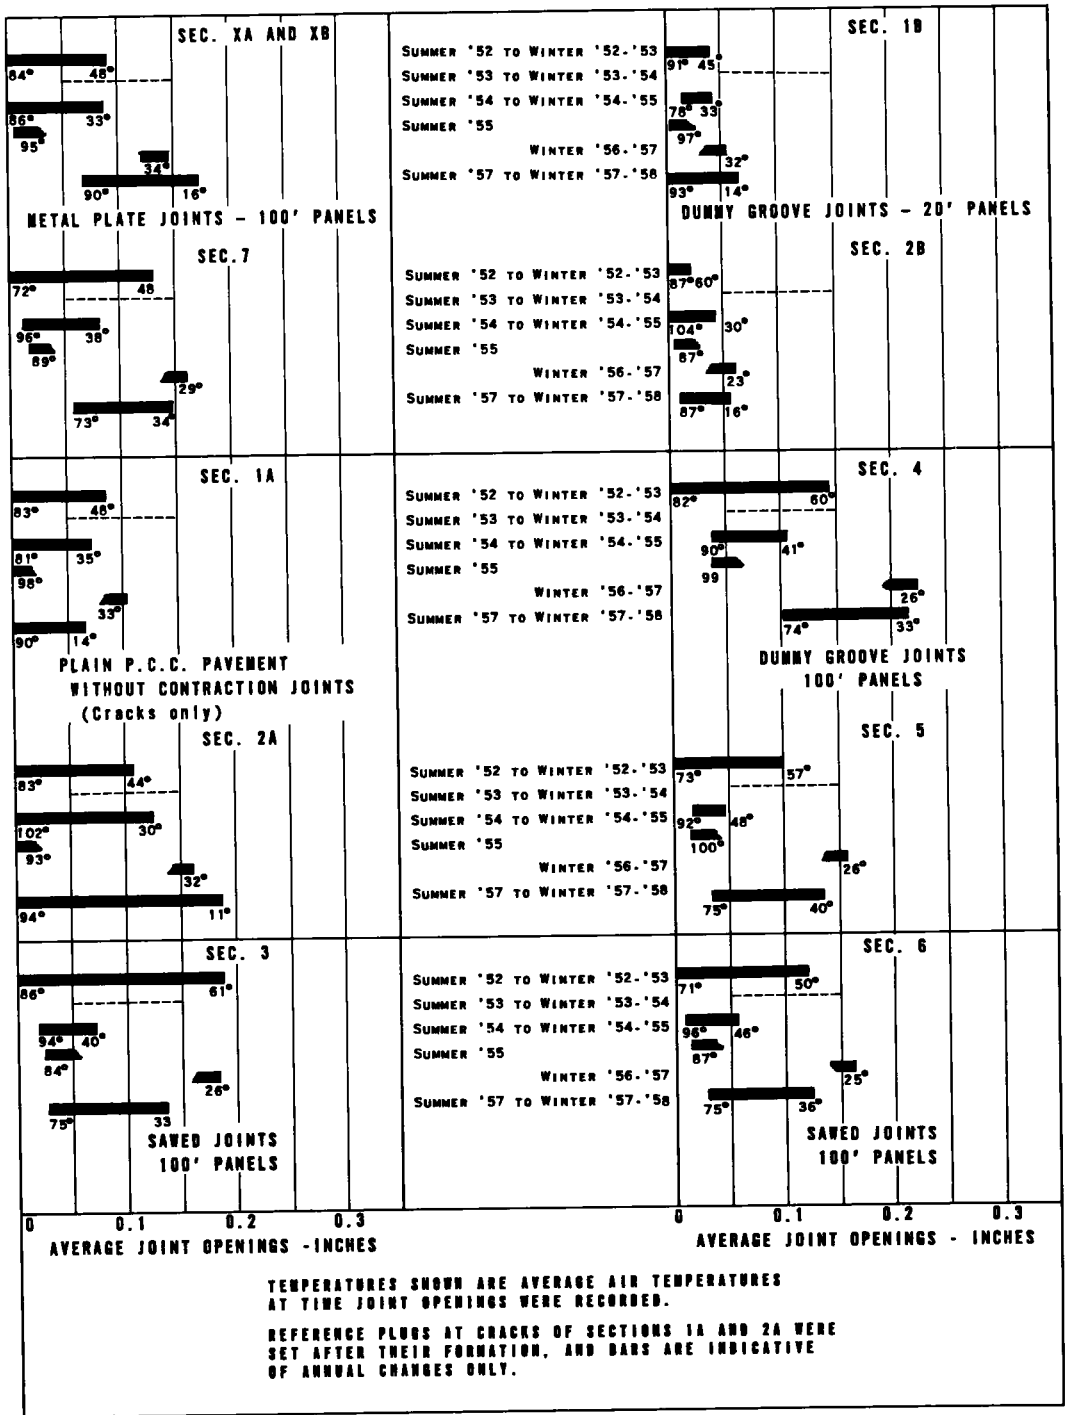 SEC. XA AND XB
84° 48°
86° 33°
95°
34°
90° 16°
METAL PLATE JOINTS - 100' PANELS
SEC. 7
72° 48
96° 38°
89°
29°
73° 34°
SUMMER '52 TO WINTER '52-'53
SUMMER '53 TO WINTER '53-'54
SUMMER '54 TO WINTER '54-'55
SUMMER '55
WINTER '56-'57
SUMMER '57 TO WINTER '57-'58
SUMMER '52 TO WINTER '52-'53
SUMMER '53 TO WINTER '53-'54
SUMMER '54 TO WINTER '54-'55
SUMMER '55
WINTER '56-'57
SUMMER '57 TO WINTER '57-'58
SEC. 1B
91° 45°
78° 33°
97°
32°
93° 14°
DUMMY GROOVE JOINTS - 20' PANELS
SEC. 2B
87° 60°
104° 30°
87°
23°
87° 16°
SEC. 1A
83° 48°
81° 35°
98°
33°
90° 14°
PLAIN P.C.C. PAVEMENT
WITHOUT CONTRACTION JOINTS
(Cracks only)
SEC. 2A
83° 44°
102° 30°
93°
32°
94° 11°
SUMMER '52 TO WINTER '52-'53
SUMMER '53 TO WINTER '53-'54
SUMMER '54 TO WINTER '54-'55
SUMMER '55
WINTER '56-'57
SUMMER '57 TO WINTER '57-'58
SUMMER '52 TO WINTER '52-'53
SUMMER '53 TO WINTER '53-'54
SUMMER '54 TO WINTER '54-'55
SUMMER '55
WINTER '56-'57
SUMMER '57 TO WINTER '57-'58
SEC. 4
82° 60°
90° 41°
99
26°
74° 33°
DUMMY GROOVE JOINTS
100' PANELS
SEC. 5
73° 57°
92° 48°
100°
26°
75° 40°
SEC. 3
86° 61°
94° 40°
84°
26°
75° 33
SAWED JOINTS
100' PANELS
SUMMER '52 TO WINTER '52-'53
SUMMER '53 TO WINTER '53-'54
SUMMER '54 TO WINTER '54-'55
SUMMER '55
WINTER '56-'57
SUMMER '57 TO WINTER '57-'58
SEC. 6
71° 50°
96° 46°
87°
25°
75° 36°
SAWED JOINTS
100' PANELS
0 0.1 0.2 0.3
AVERAGE JOINT OPENINGS -INCHES
0 0.1 0.2 0.3
AVERAGE JOINT OPENINGS - INCHES
TEMPERATURES SHOWN ARE AVERAGE AIR TEMPERATURES
AT TIME JOINT OPENINGS WERE RECORDED.
REFERENCE PLUGS AT CRACKS OF SECTIONS 1A AND 2A WERE
SET AFTER THEIR FORMATION, AND BARS ARE INDICATIVE
OF ANNUAL CHANGES ONLY.